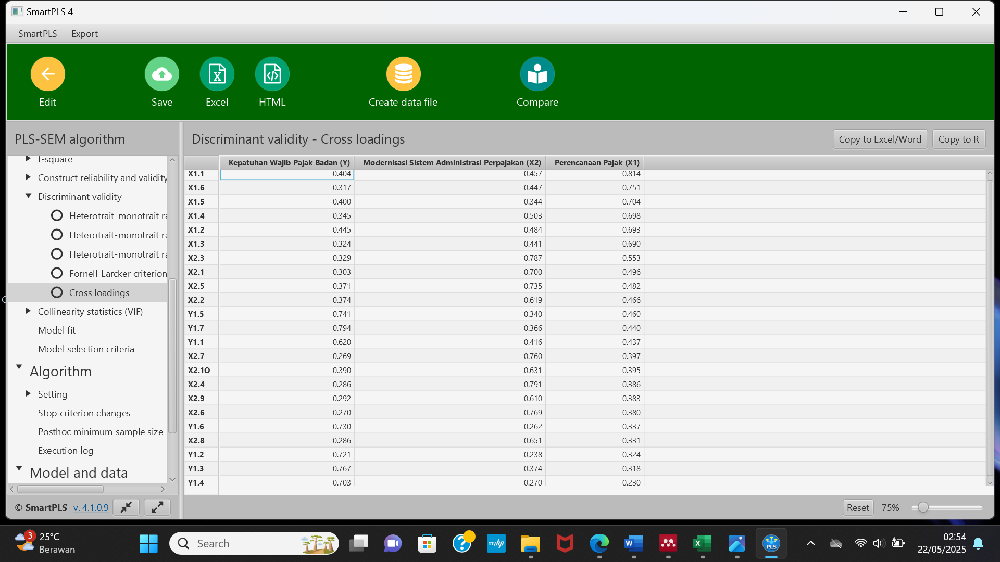 SmartPLS 4
SmartPLS Export
Edit Save Excel HTML Create data file Compare
PLS-SEM algorithm
f-square
Construct reliability and validity
Discriminant validity
Heterotrait-monotrait ra
Heterotrait-monotrait ra
Heterotrait-monotrait ra
Fornell-Larcker criterion
Cross loadings
Collinearity statistics (VIF)
Model fit
Model selection criteria
Algorithm
Setting
Stop criterion changes
Posthoc minimum sample size
Execution log
Model and data
© SmartPLS v. 4.1.0.9
Discriminant validity - Cross loadings Copy to Excel/Word Copy to R
Kepatuhan Wajib Pajak Badan (Y) Modernisasi Sistem Administrasi Perpajakan (X2) Perencanaan Pajak (X1)
X1.1 0.404 0.457 0.814
X1.6 0.317 0.447 0.751
X1.5 0.400 0.344 0.704
X1.4 0.345 0.503 0.698
X1.2 0.445 0.484 0.693
X1.3 0.324 0.441 0.690
X2.3 0.329 0.787 0.553
X2.1 0.303 0.700 0.496
X2.5 0.371 0.735 0.482
X2.2 0.374 0.619 0.466
Y1.5 0.741 0.340 0.460
Y1.7 0.794 0.366 0.440
Y1.1 0.620 0.416 0.437
X2.7 0.269 0.760 0.397
X2.1O 0.390 0.631 0.395
X2.4 0.286 0.791 0.386
X2.9 0.292 0.610 0.383
X2.6 0.270 0.769 0.380
Y1.6 0.730 0.262 0.337
X2.8 0.286 0.651 0.331
Y1.2 0.721 0.238 0.324
Y1.3 0.767 0.374 0.318
Y1.4 0.703 0.270 0.230
Reset 75%
3 25°C
Berawan
Search
myhp
W
X
PLS
02:54
22/05/2025